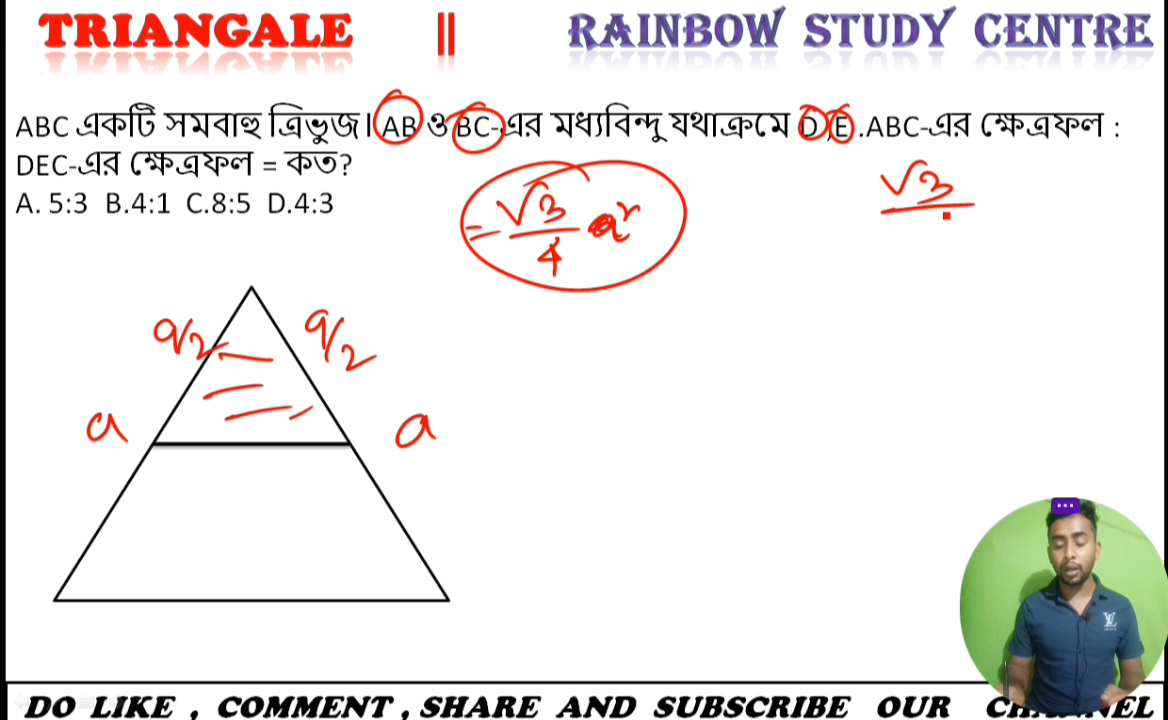 TRIANGALE || RAINBOW STUDY CENTRE
ABC একটি সমবাহু ত্রিভুজ। AB ও BC-এর মধ্যবিন্দু যথাক্রমে D,E.ABC-এর ক্ষেত্রফল :
DEC-এর ক্ষেত্রফল = কত?
A. 5:3 B.4:1 C.8:5 D.4:3
= √3/4 a²
√3
a/2 a/2
a a
DO LIKE , COMMENT , SHARE AND SUBSCRIBE OUR